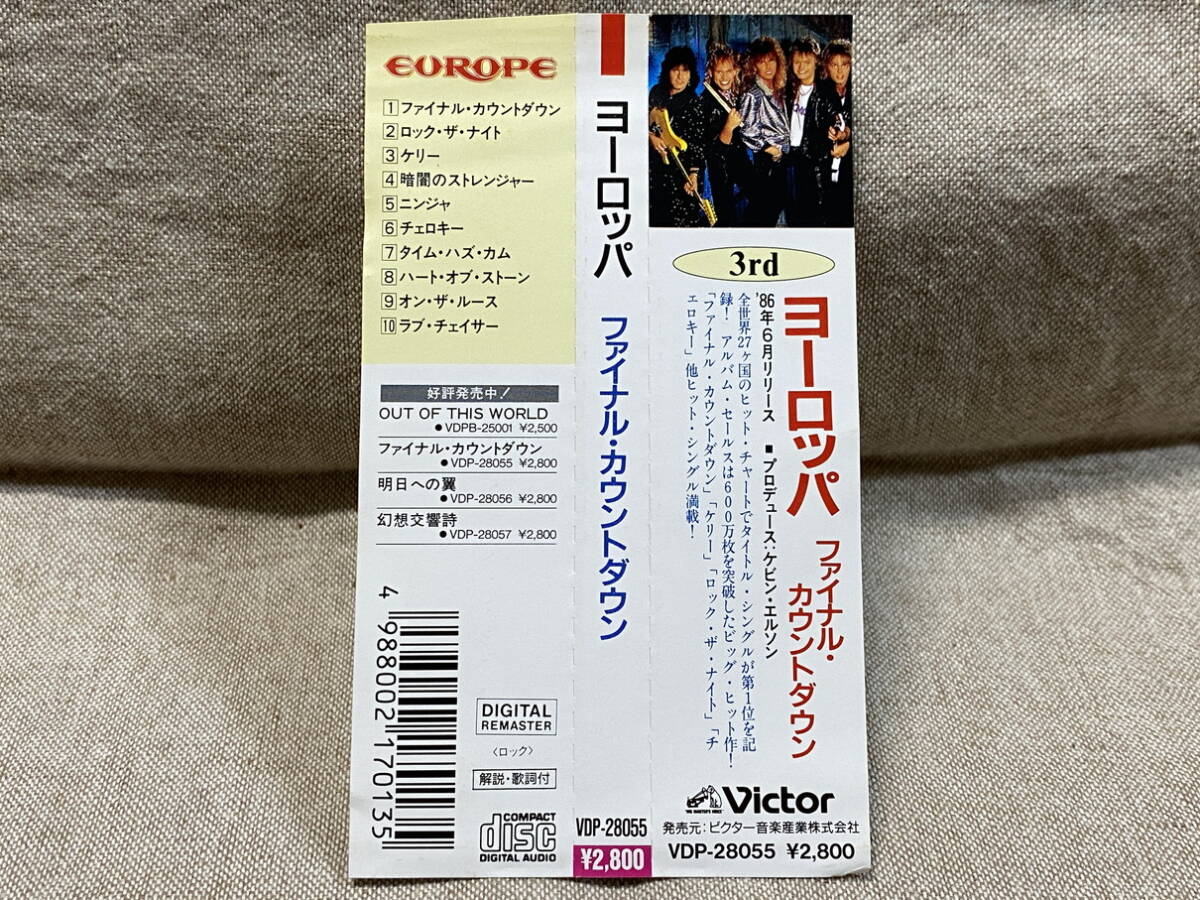 EUROPE
1 ファイナル・カウントダウン
2 ロック・ザ・ナイト
3 ケリー
4 暗闇のストレンジャー
5 ニンジャ
6 チェロキー
7 タイム・ハズ・カム
8 ハート・オブ・ストーン
9 オン・ザ・ルース
10 ラブ・チェイサー
好評発売中!
OUT OF THIS WORLD
● VDPB-25001 ¥2,500
ファイナル・カウントダウン
● VDP-28055 ¥2,800
明日への翼
● VDP-28056 ¥2,800
幻想交響詩
● VDP-28057 ¥2,800
4 988002 170135
DIGITAL
REMASTER
〈ロック〉
解説・歌詞付
COMPACT
disc
DIGITAL AUDIO
ヨーロッパ ファイナル・カウントダウン
VDP-28055
¥2,800
3rd
ヨーロッパ ファイナル・
カウントダウン
'86年6月リリース ■プロデュース:ケビン・エルソン
全世界27ヶ国のヒット・チャートでタイトル・シングルが第1位を記
録! アルバム・セールスは600万枚を突破したビッグ・ヒット作!
「ファイナル・カウントダウン」「ケリー」「ロック・ザ・ナイト」「チ
ェロキー」他ヒット・シングル満載!
"HIS MASTER'S VOICE"
Victor
発売元:ビクター音楽産業株式会社
VDP-28055 ¥2,800